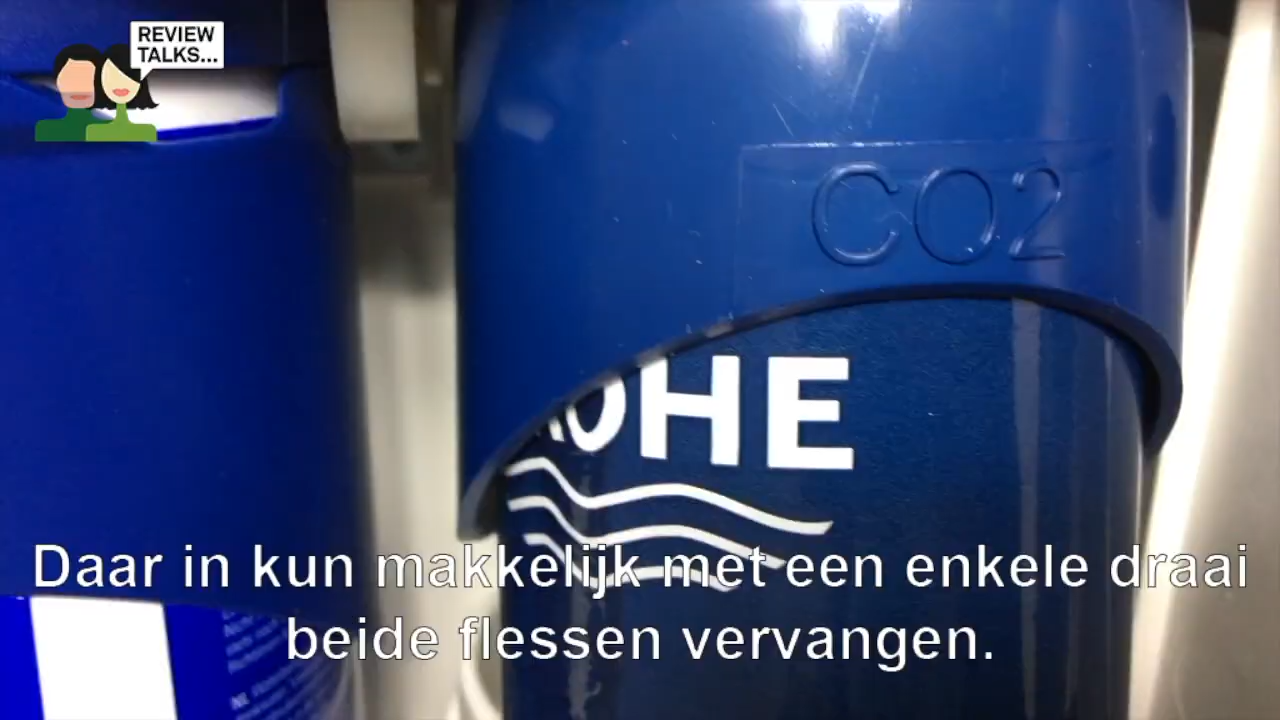 REVIEW
TALKS...
CO2
OHE
Daar in kun makkelijk met een enkele draai
beide flessen vervangen.